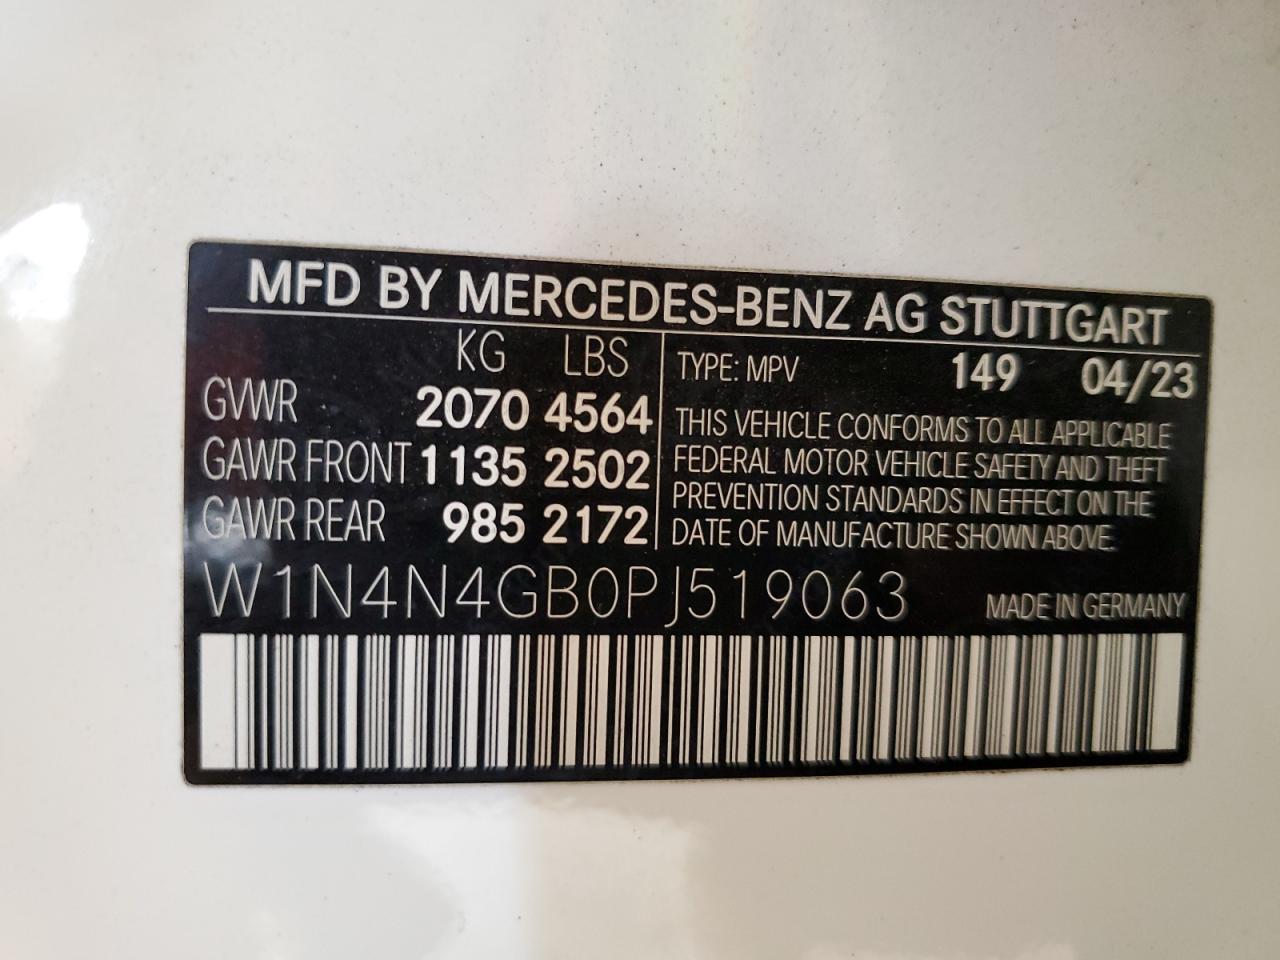 MFD BY MERCEDES-BENZ AG STUTTGART
KG LBS
GVWR 2070 4564
GAWR FRONT 1135 2502
GAWR REAR 985 2172
TYPE: MPV 149 04/23
THIS VEHICLE CONFORMS TO ALL APPLICABLE
FEDERAL MOTOR VEHICLE SAFETY AND THEFT
PREVENTION STANDARDS IN EFFECT ON THE
DATE OF MANUFACTURE SHOWN ABOVE.
W1N4N4GB0PJ519063 MADE IN GERMANY